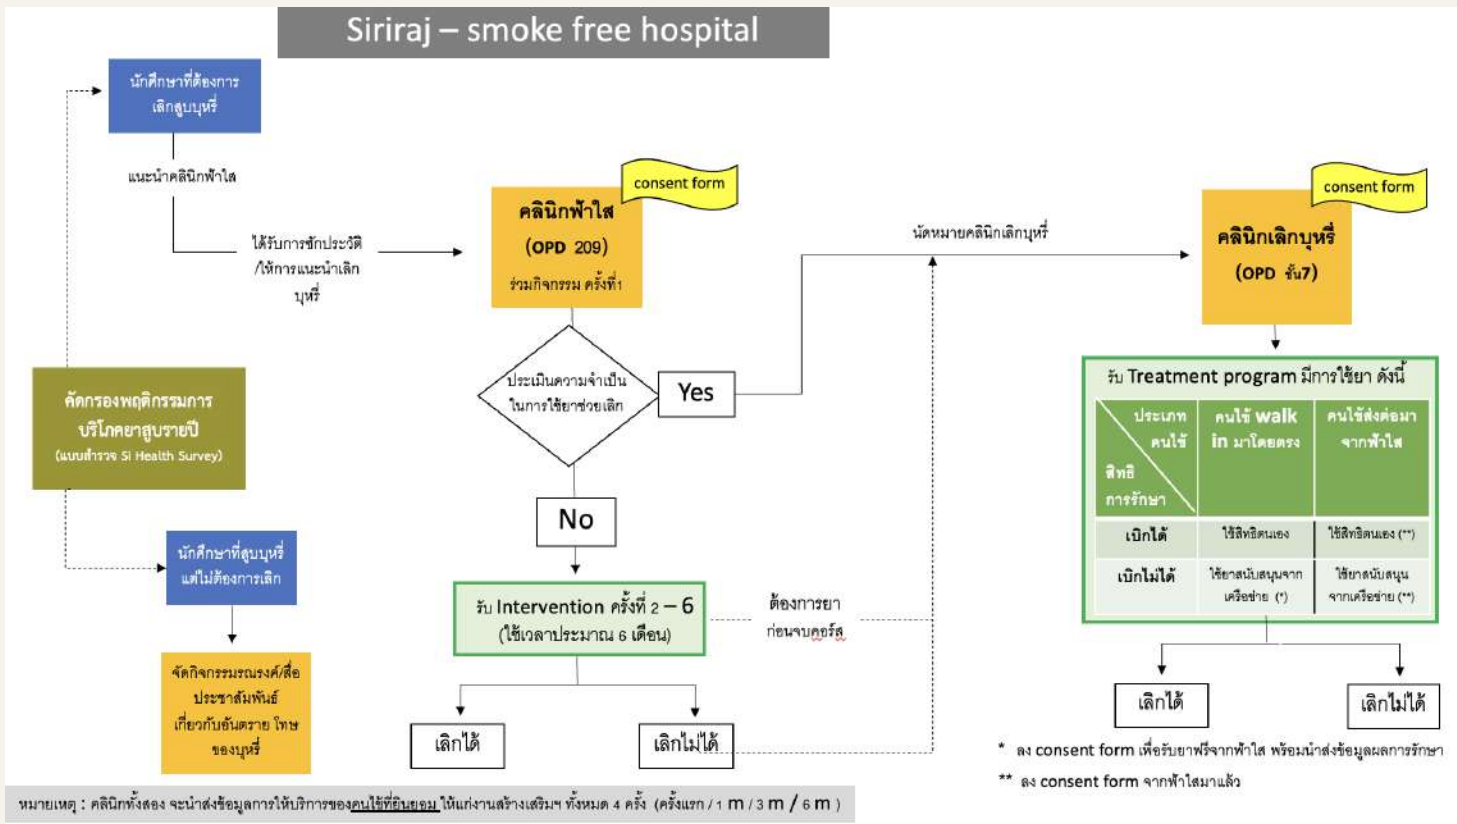 Siriraj – smoke free hospital
นักศึกษาที่ต้องการ
เลิกสูบบุหรี่
แนะนำคลินิกฟ้าใส
ได้รับการซักประวัติ
/ให้การแนะนำเลิก
บุหรี่
คัดกรองพฤติกรรมการ
บริโภคยาสูบรายปี
(แบบสำรวจ Si Health Survey)
นักศึกษาที่สูบบุหรี่
แต่ไม่ต้องการเลิก
จัดกิจกรรมรณรงค์/สื่อ
ประชาสัมพันธ์
เกี่ยวกับอันตราย โทษ
ของบุหรี่
consent form
คลินิกฟ้าใส
(OPD 209)
ร่วมกิจกรรม ครั้งที่1
ประเมินความจำเป็น
ในการใช้ยาช่วยเลิก
Yes
No
รับ Intervention ครั้งที่ 2 – 6
(ใช้เวลาประมาณ 6 เดือน)
ต้องการยา
ก่อนจบคอร์ส
เลิกได้
เลิกไม่ได้
นัดหมายคลินิกเลิกบุหรี่
consent form
คลินิกเลิกบุหรี่
(OPD ชั้น7)
รับ Treatment program มีการใช้ยา ดังนี้
ประเภท
คนไข้
สิทธิ
การรักษา
คนไข้ walk
in มาโดยตรง
คนไข้ส่งต่อมา
จากฟ้าใส
เบิกได้
ใช้สิทธิตนเอง
ใช้สิทธิตนเอง (**)
เบิกไม่ได้
ใช้ยาสนับสนุนจาก
เครือข่าย (*)
ใช้ยาสนับสนุน
จากเครือข่าย (**)
เลิกได้
เลิกไม่ได้
* ลง consent form เพื่อรับยาฟรีจากฟ้าใส พร้อมนำส่งข้อมูลผลการรักษา
** ลง consent form จากฟ้าใสมาแล้ว
หมายเหตุ : คลินิกทั้งสอง จะนำส่งข้อมูลการให้บริการของคนไข้ที่ยินยอม ให้แก่งานสร้างเสริมฯ ทั้งหมด 4 ครั้ง (ครั้งแรก / 1 m / 3 m / 6 m )